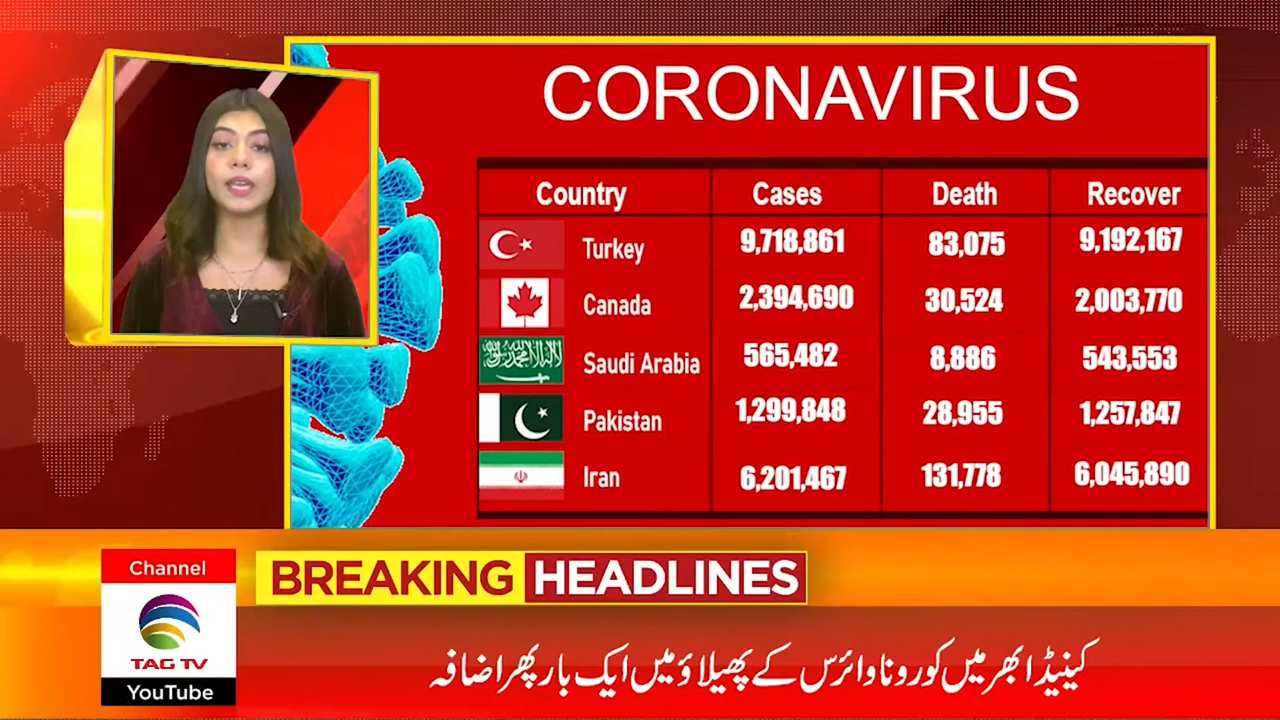 CORONAVIRUS
Country Cases Death Recover
Turkey 9,718,861 83,075 9,192,167
Canada 2,394,690 30,524 2,003,770
Saudi Arabia 565,482 8,886 543,553
Pakistan 1,299,848 28,955 1,257,847
Iran 6,201,467 131,778 6,045,890
Channel
TAG TV
YouTube
BREAKING HEADLINES
کینیڈا بھر میں کورونا وائرس کے پھیلاؤ میں ایک بار پھر اضافہ